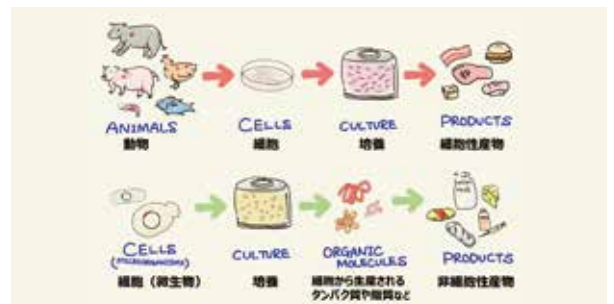 ANIMALS
動物
CELLS
細胞
CULTURE
培養
PRODUCTS
細胞性産物
CELLS
(MICROORGANISMS)
細胞（微生物）
CULTURE
培養
ORGANIC
MOLECULES
細胞から生産される
タンパク質や脂質など
PRODUCTS
非細胞性産物